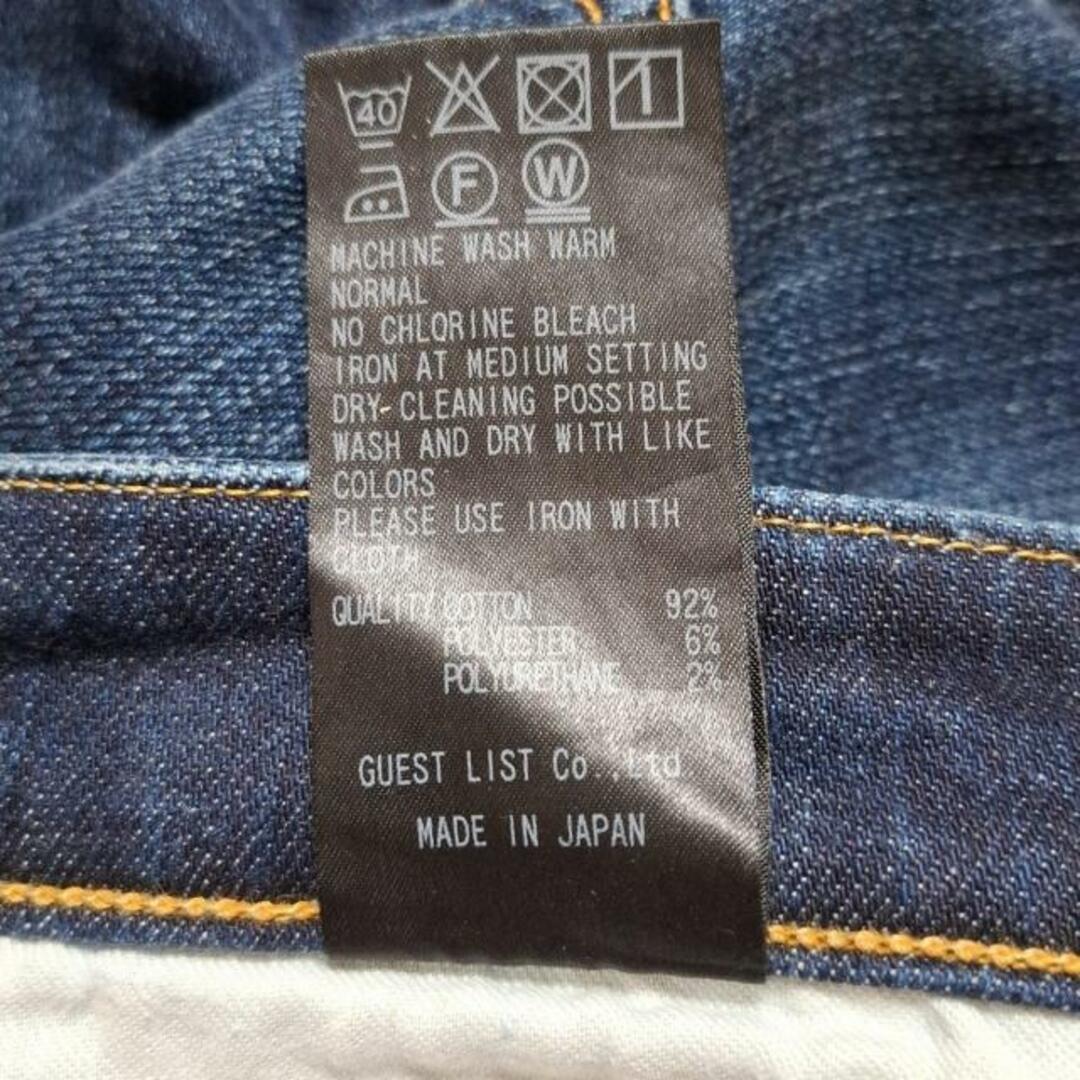 40
F W
MACHINE WASH WARM
NORMAL
NO CHLORINE BLEACH
IRON AT MEDIUM SETTING
DRY-CLEANING POSSIBLE
WASH AND DRY WITH LIKE
COLORS
PLEASE USE IRON WITH
CLOTH
QUALITY COTTON 92%
POLYESTER 6%
POLYURETHANE 2%
GUEST LIST Co.,Ltd
MADE IN JAPAN